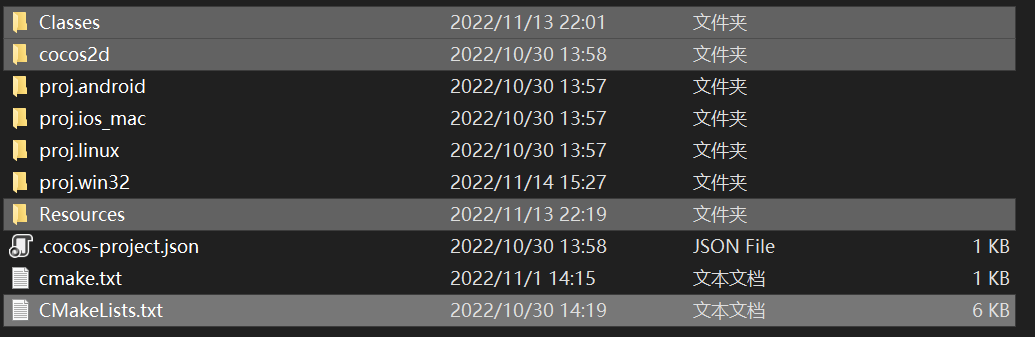 Classes 2022/11/13 22:01 文件夹
cocos2d 2022/10/30 13:58 文件夹
proj.android 2022/10/30 13:57 文件夹
proj.ios_mac 2022/10/30 13:57 文件夹
proj.linux 2022/10/30 13:57 文件夹
proj.win32 2022/11/14 15:27 文件夹
Resources 2022/11/13 22:19 文件夹
.cocos-project.json 2022/10/30 13:58 JSON File 1 KB
cmake.txt 2022/11/1 14:15 文本文档 1 KB
CMakeLists.txt 2022/10/30 14:19 文本文档 6 KB